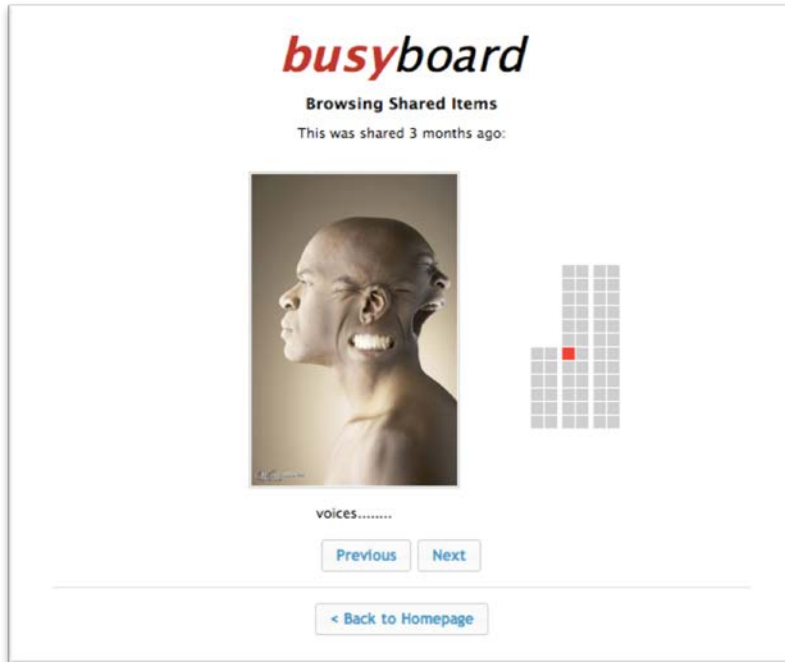 busyboard
Browsing Shared Items
This was shared 3 months ago:
voices........
Previous Next
< Back to Homepage